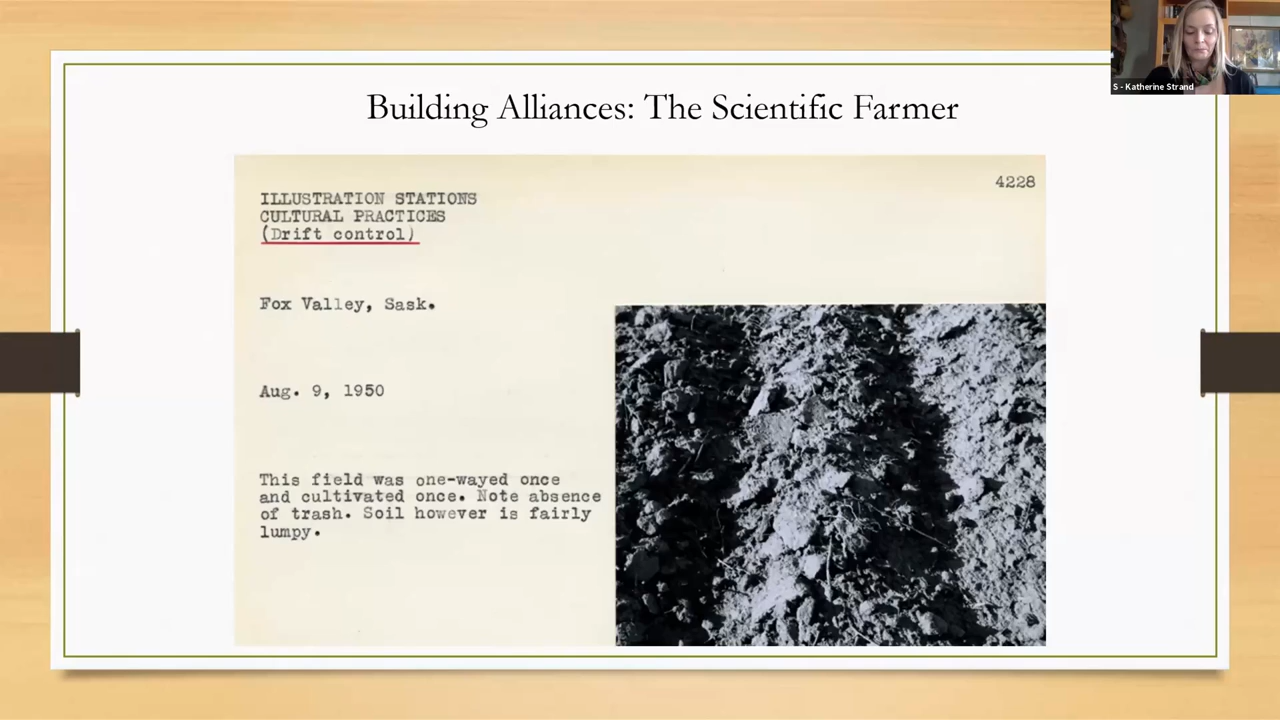 S - Katherine Strand
Building Alliances: The Scientific Farmer
4228
ILLUSTRATION STATIONS
CULTURAL PRACTICES
(Drift control)
Fox Valley, Sask.
Aug. 9, 1950
This field was one-wayed once
and cultivated once. Note absence
of trash. Soil however is fairly
lumpy.